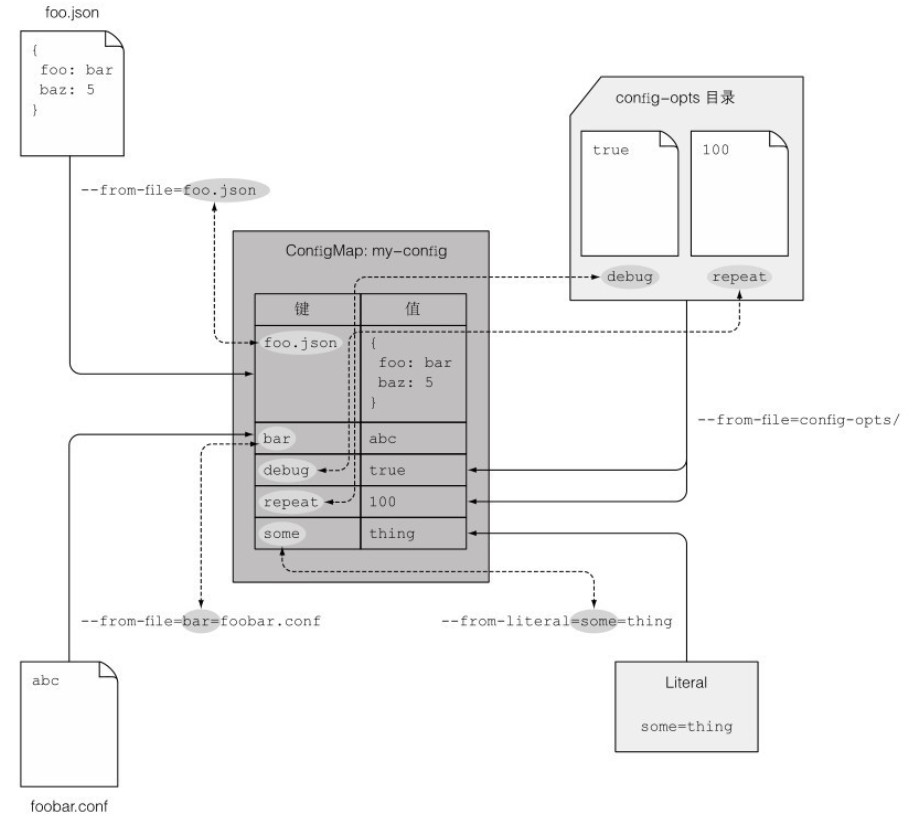 foo.json
{
foo: bar
baz: 5
}
--from-file=foo.json
config-opts 目录
true
100
debug
repeat
ConfigMap: my-config
键 值
foo.json
{
foo: bar
baz: 5
}
bar abc
debug true
repeat 100
some thing
--from-file=config-opts/
--from-file=bar=foobar.conf
--from-literal=some=thing
abc
foobar.conf
Literal
some=thing